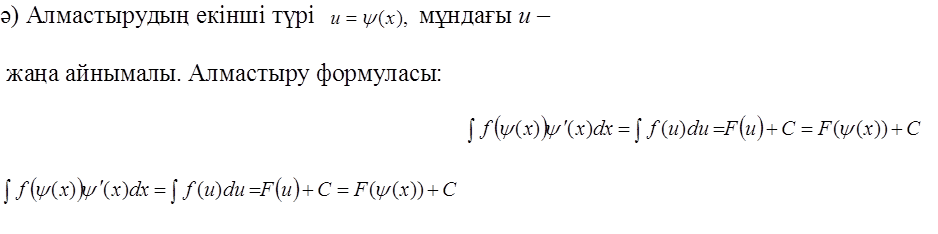 ә) Алмастырудың екінші түрі u = ψ(x), мұндағы u –
жаңа айнымалы. Алмастыру формуласы:
∫ f(ψ(x))ψ'(x)dx = ∫ f(u)du =F(u)+ C = F(ψ(x))+ C
∫ f(ψ(x))ψ'(x)dx = ∫ f(u)du =F(u)+ C = F(ψ(x))+ C